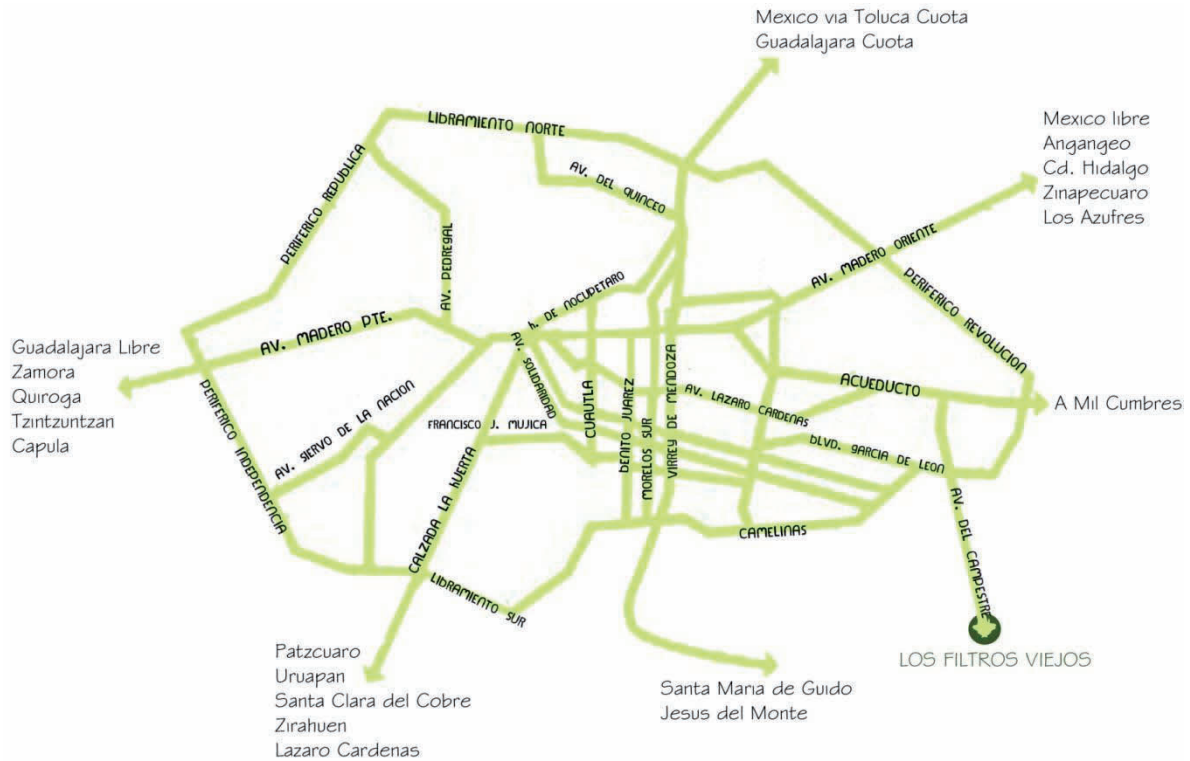 Mexico via Toluca Cuota
Guadalajara Cuota
Mexico libre
Angangeo
Cd. Hidalgo
Zinapecuaro
Los Azufres
LIBRAMIENTO NORTE
AV. DEL QUINCEO
PERIFERICO REPUBLICA
AV. PEDREGAL
AV. MADERO ORIENTE
PERIFERICO REVOLUCION
h. DE NOCUPETARO
AV. MADERO PTE.
Guadalajara Libre
Zamora
Quiroga
Tzintzuntzan
Capula
AV. SOLIDARIDAD
CUAUTLA
BENITO JUAREZ
MORELOS SUR
VIRREY DE MENDOZA
AV. LAZARO CARDENAS
ACUEDUCTO
A Mil Cumbres
PERIFERICO INDEPENDENCIA
AV. SIERVO DE LA NACION
FRANCISCO J. MUJICA
BLVD. GARCIA DE LEON
CALZADA LA HUERTA
CAMELINAS
AV. DEL CAMPESTRE
LIBRAMIENTO SUR
LOS FILTROS VIEJOS
Patzcuaro
Uruapan
Santa Clara del Cobre
Zirahuen
Lazaro Cardenas
Santa Maria de Guido
Jesus del Monte